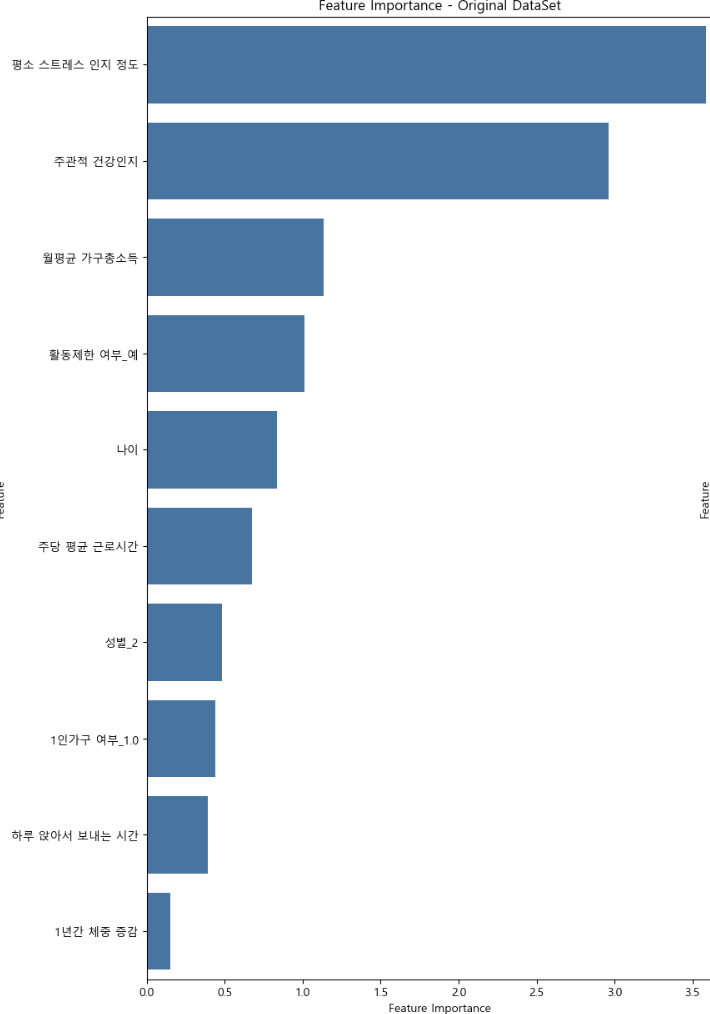 Feature Importance - Original DataSet
평소 스트레스 인지 정도
주관적 건강인지
월평균 가구총소득
활동제한 여부_예
나이
주당 평균 근로시간
성별_2
1인가구 여부_1.0
하루 앉아서 보내는 시간
1년간 체중 증감
Feature
Feature
0.0 0.5 1.0 1.5 2.0 2.5 3.0 3.5
Feature Importance